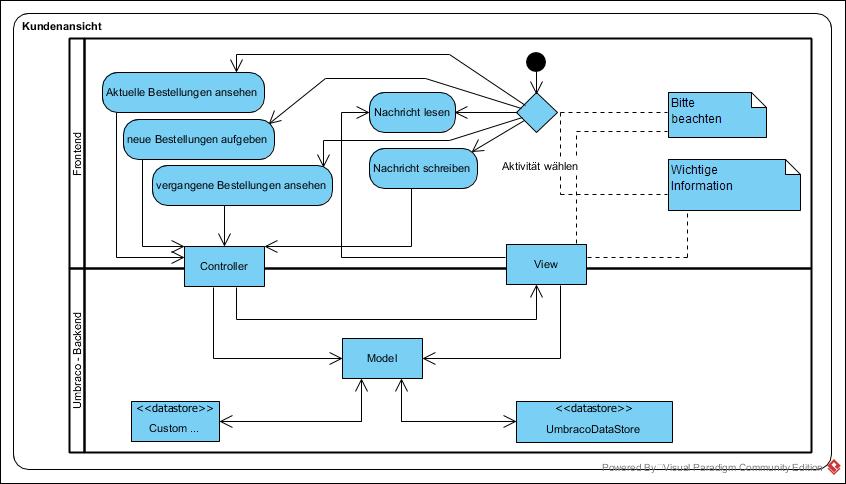 Kundenansicht
Frontend
Aktuelle Bestellungen ansehen
neue Bestellungen aufgeben
vergangene Bestellungen ansehen
Nachricht lesen
Nachricht schreiben
Aktivität wählen
Bitte
beachten
Wichtige
Information
Controller
View
Umbraco - Backend
Model
<<datastore>>
Custom ...
<<datastore>>
UmbracoDataStore
Powered By Visual Paradigm Community Edition